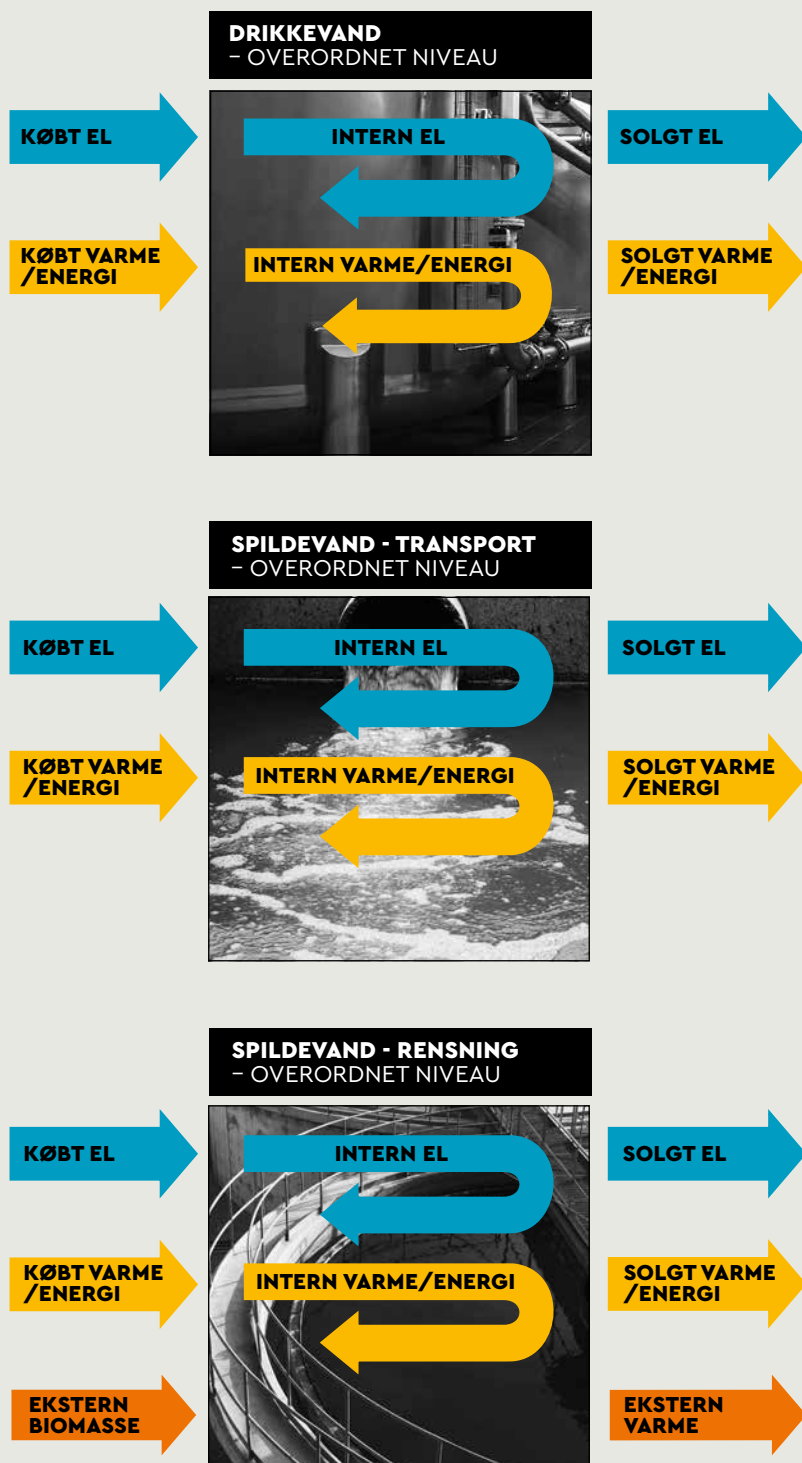 DRIKKEVAND
– OVERORDNET NIVEAU
KØBT EL
INTERN EL
SOLGT EL
KØBT VARME
/ENERGI
INTERN VARME/ENERGI
SOLGT VARME
/ENERGI
SPILDEVAND - TRANSPORT
– OVERORDNET NIVEAU
KØBT EL
INTERN EL
SOLGT EL
KØBT VARME
/ENERGI
INTERN VARME/ENERGI
SOLGT VARME
/ENERGI
SPILDEVAND - RENSNING
– OVERORDNET NIVEAU
KØBT EL
INTERN EL
SOLGT EL
KØBT VARME
/ENERGI
INTERN VARME/ENERGI
SOLGT VARME
/ENERGI
EKSTERN
BIOMASSE
EKSTERN
VARME